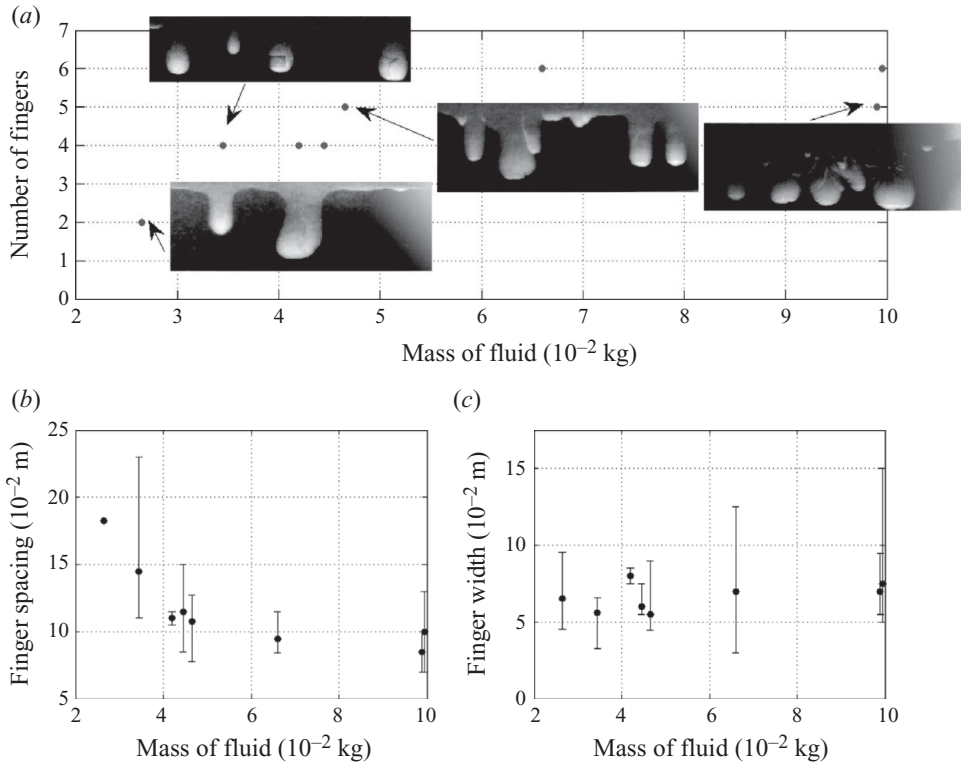 (a)
7
6
5
4
3
2
1
0
Number of fingers
2 3 4 5 6 7 8 9 10
Mass of fluid (10⁻² kg)
(b)
25
20
15
10
5
Finger spacing (10⁻² m)
2 4 6 8 10
Mass of fluid (10⁻² kg)
(c)
15
10
5
0
Finger width (10⁻² m)
2 4 6 8 10
Mass of fluid (10⁻² kg)